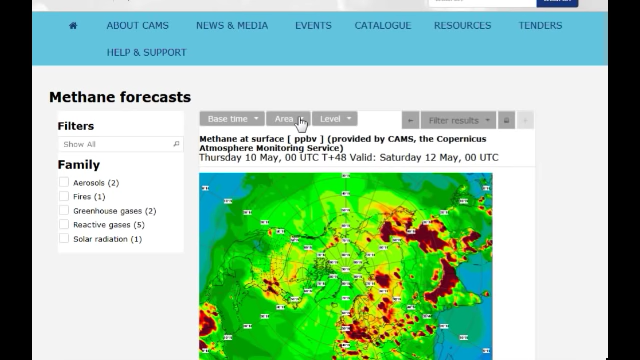 ABOUT CAMS NEWS & MEDIA EVENTS CATALOGUE RESOURCES TENDERS
HELP & SUPPORT
Methane forecasts
Filters
Show All
Family
Aerosols (2)
Fires (1)
Greenhouse gases (2)
Reactive gases (5)
Solar radiation (1)
Base time Area Level Filter results
Methane at surface [ ppbv ] (provided by CAMS, the Copernicus
Atmosphere Monitoring Service)
Thursday 10 May, 00 UTC T+48 Valid: Saturday 12 May, 00 UTC